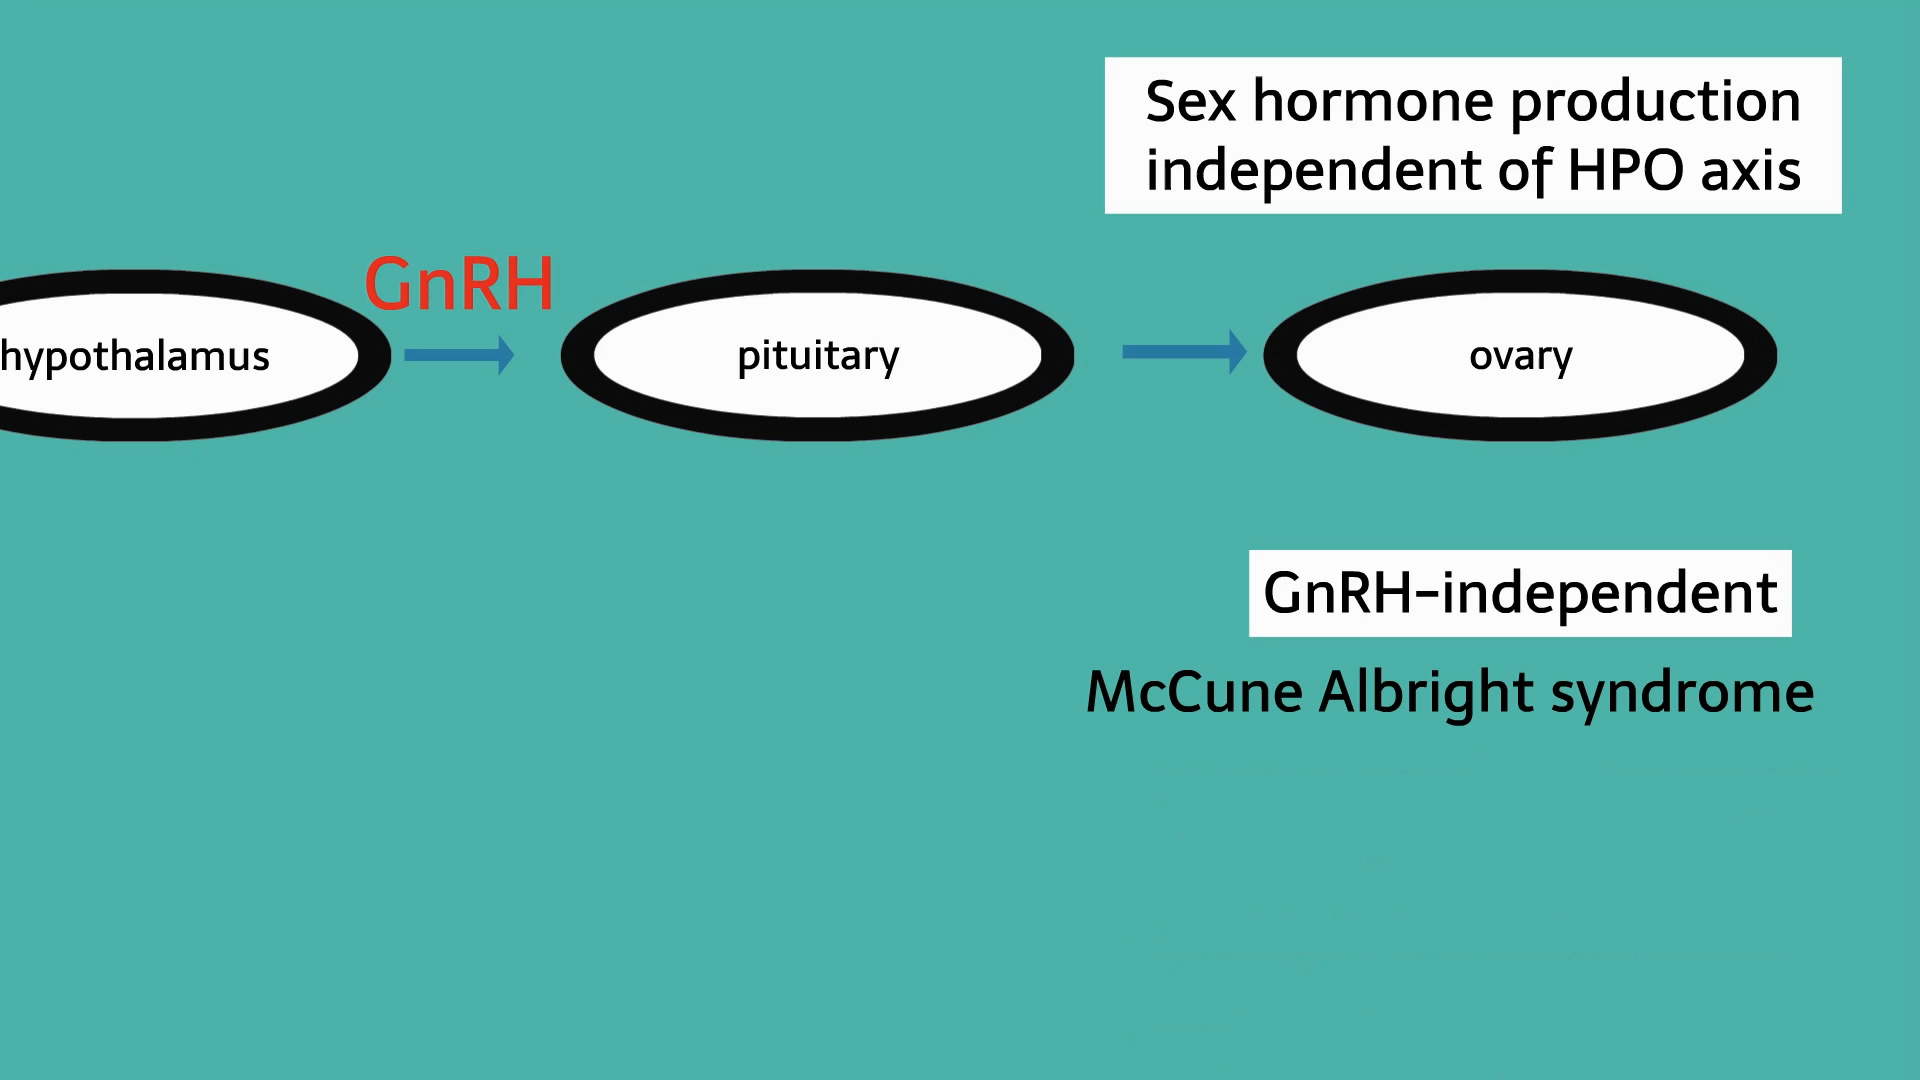 Sex hormone production
independent of HPO axis
GnRH
hypothalamus
pituitary
ovary
GnRH-independent
McCune Albright syndrome